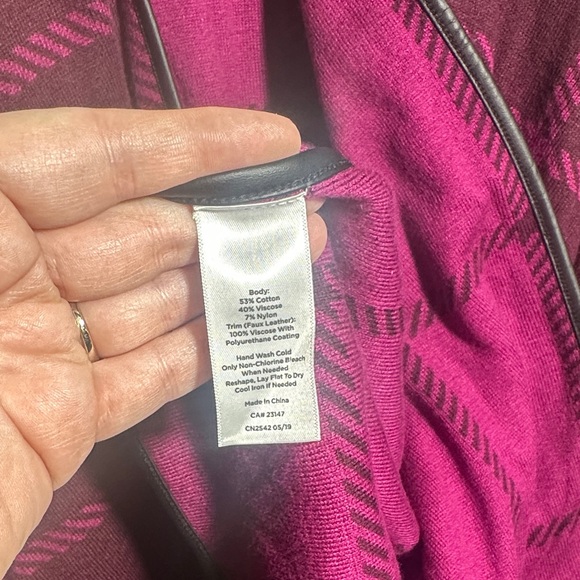 Body:
53% Cotton
40% Viscose
7% Nylon
Trim (Faux Leather):
100% Viscose With
Polyurethane Coating
Hand Wash Cold
Only Non-Chlorine Bleach
When Needed
Reshape, Lay Flat To Dry
Cool Iron If Needed
Made In China
CA# 23147
CN2542 05/19